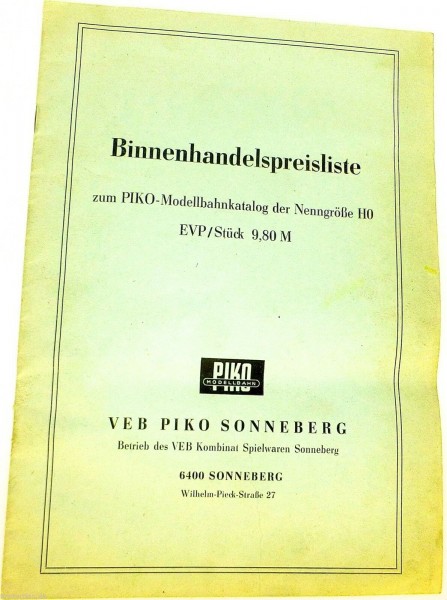 Binnenhandelspreisliste
zum PIKO-Modellbahnkatalog der Nenngröße H0
EVP/Stück 9,80 M
PIKO
MODELLBAHN
VEB PIKO SONNEBERG
Betrieb des VEB Kombinat Spielwaren Sonneberg
6400 SONNEBERG
Wilhelm-Pieck-Straße 27